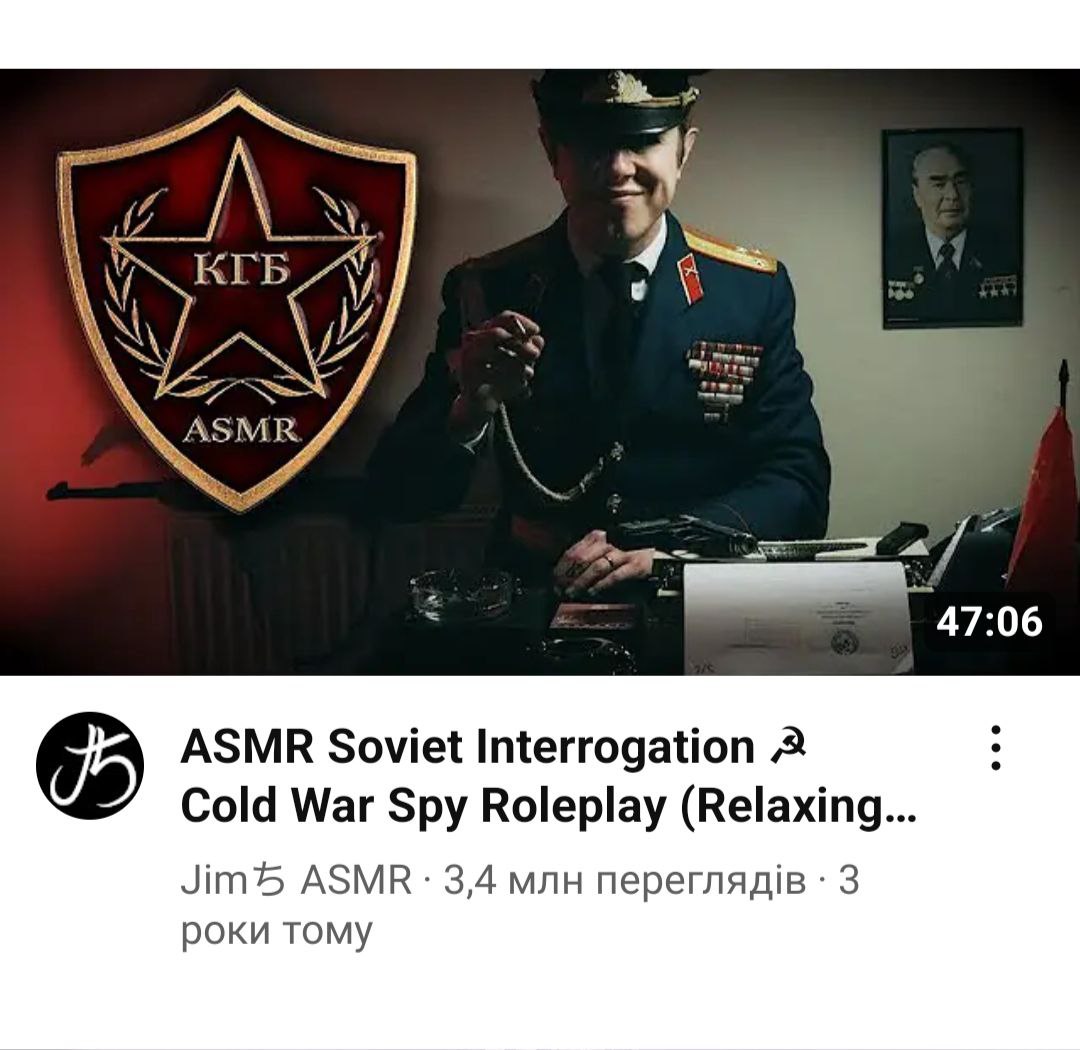 КГБ
ASMR
47:06
ASMR Soviet Interrogation ☭
Cold War Spy Roleplay (Relaxing...
Jimち ASMR · 3,4 млн переглядів · 3
роки тому